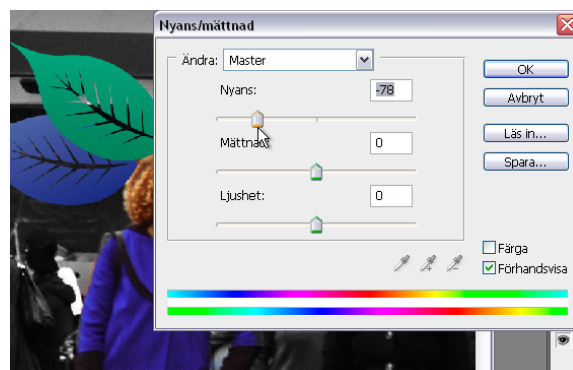 Nyans/mättnad
Ändra: Master
OK
Nyans: -78
Avbryt
Mättnad: 0
Läs in...
Spara...
Ljushet: 0
Färga
Förhandsvisa